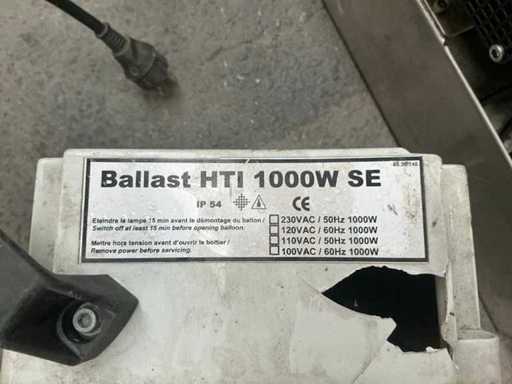 Ballast HTI 1000W SE
IP 54 CE
Eteindre la lampe 15 min avant le démontage du ballon /
Switch off at least 15 min before opening balloon.
Mettre hors tension avant d'ouvrir le boîtier /
Remove power before servicing.
230VAC / 50Hz 1000W
120VAC / 60Hz 1000W
110VAC / 50Hz 1000W
100VAC / 60Hz 1000W